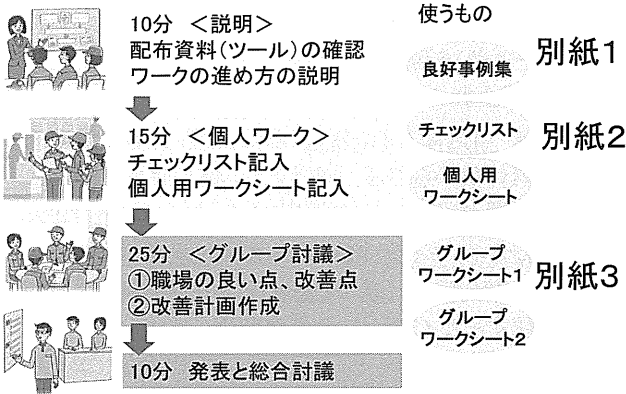 10分 <説明>
配布資料(ツール)の確認
ワークの進め方の説明
15分 <個人ワーク>
チェックリスト記入
個人用ワークシート記入
25分 <グループ討議>
①職場の良い点、改善点
②改善計画作成
10分 発表と総合討議
使うもの
良好事例集
別紙1
チェックリスト
別紙2
個人用
ワークシート
グループ
ワークシート1
別紙3
グループ
ワークシート2